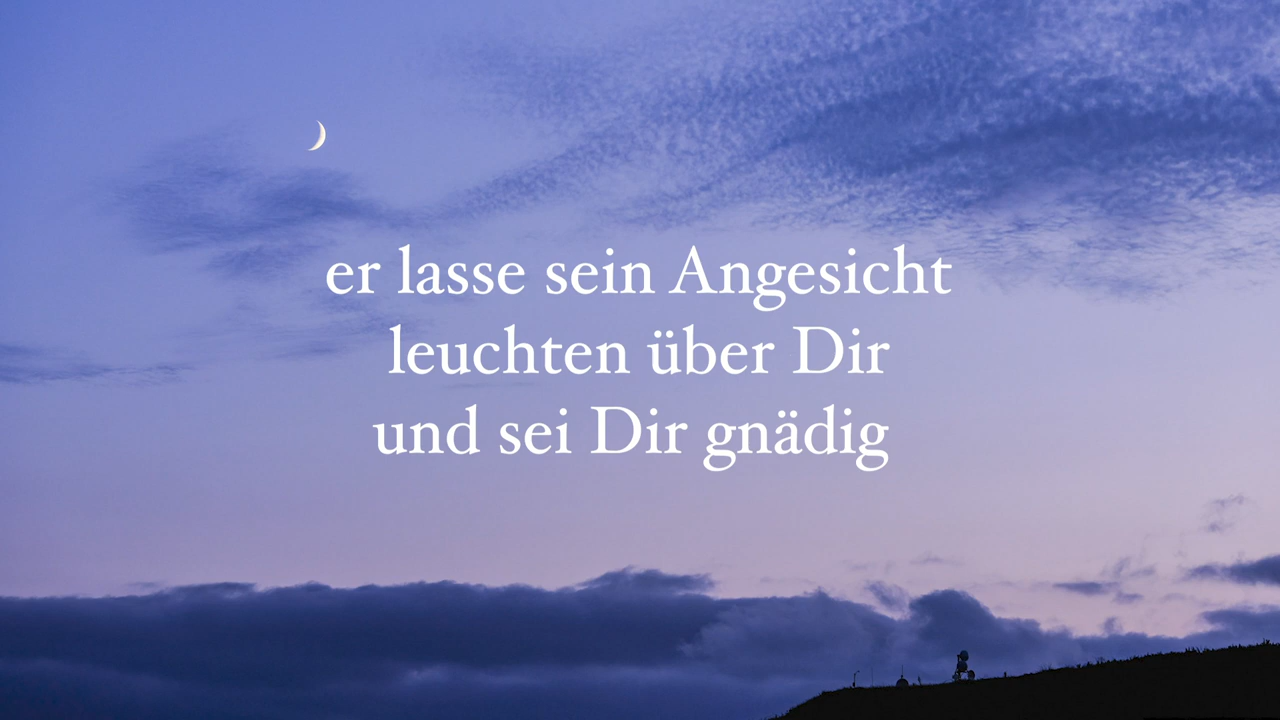 er lasse sein Angesicht
leuchten über Dir
und sei Dir gnädig